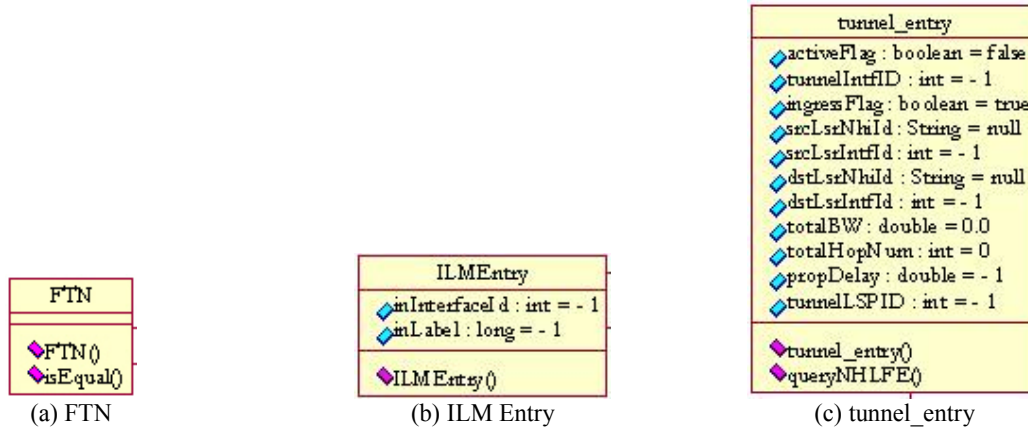 FTN
FTN()
isEqual()
(a) FTN
ILMEntry
inInterfaceId : int = - 1
inLabel : long = - 1
ILMEntry()
(b) ILM Entry
tunnel_entry
activeFlag : boolean = false
tunnelIntfID : int = - 1
ingressFlag : boolean = true
srcLsrNhiId : String = null
srcLsrIntfId : int = - 1
dstLsrNhiId : String = null
dstLsrIntfId : int = - 1
totalBW : double = 0.0
totalHopNum : int = 0
propDelay : double = - 1
tunnelLSPID : int = - 1
tunnel_entry()
queryNHLFE()
(c) tunnel_entry